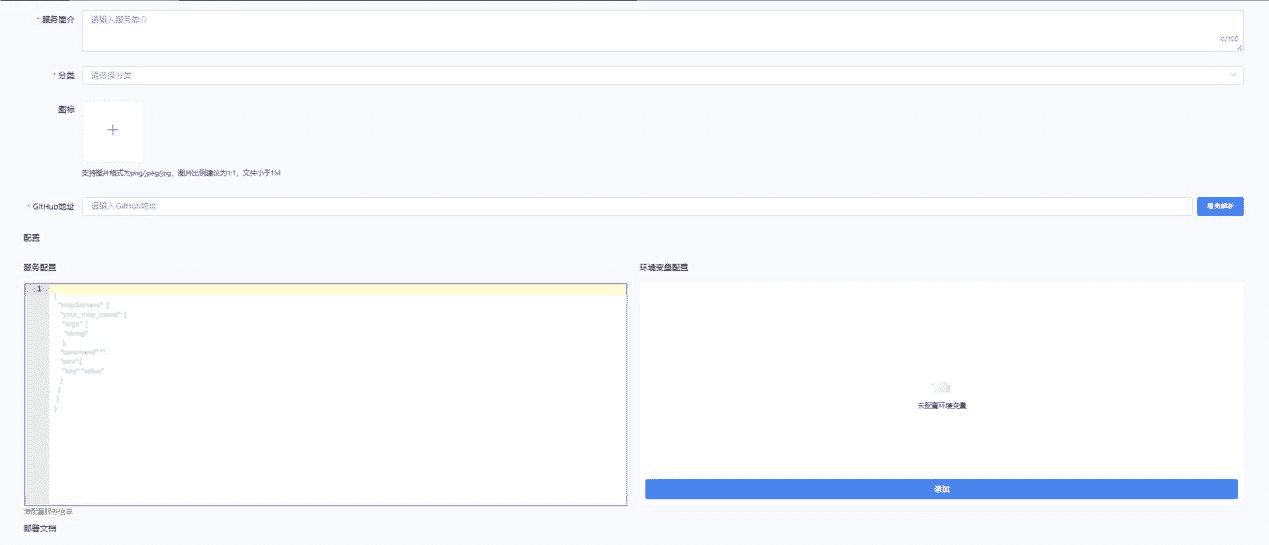 * 服务简介
请输入服务简介
0/100
* 分类
请选择分类
图标
支持图片格式为png/jpeg/jpg，图片比例建议为1:1，文件小于1M
* GitHub地址
请输入GitHub地址
服务解析
配置
服务配置
环境变量配置
1
{
"mcpServers": {
"your_mcp_name": {
"args": [
"string"
],
"command":"",
"env":{
"key":"value"
}
}
}
}
未配置环境变量
添加
部署文档